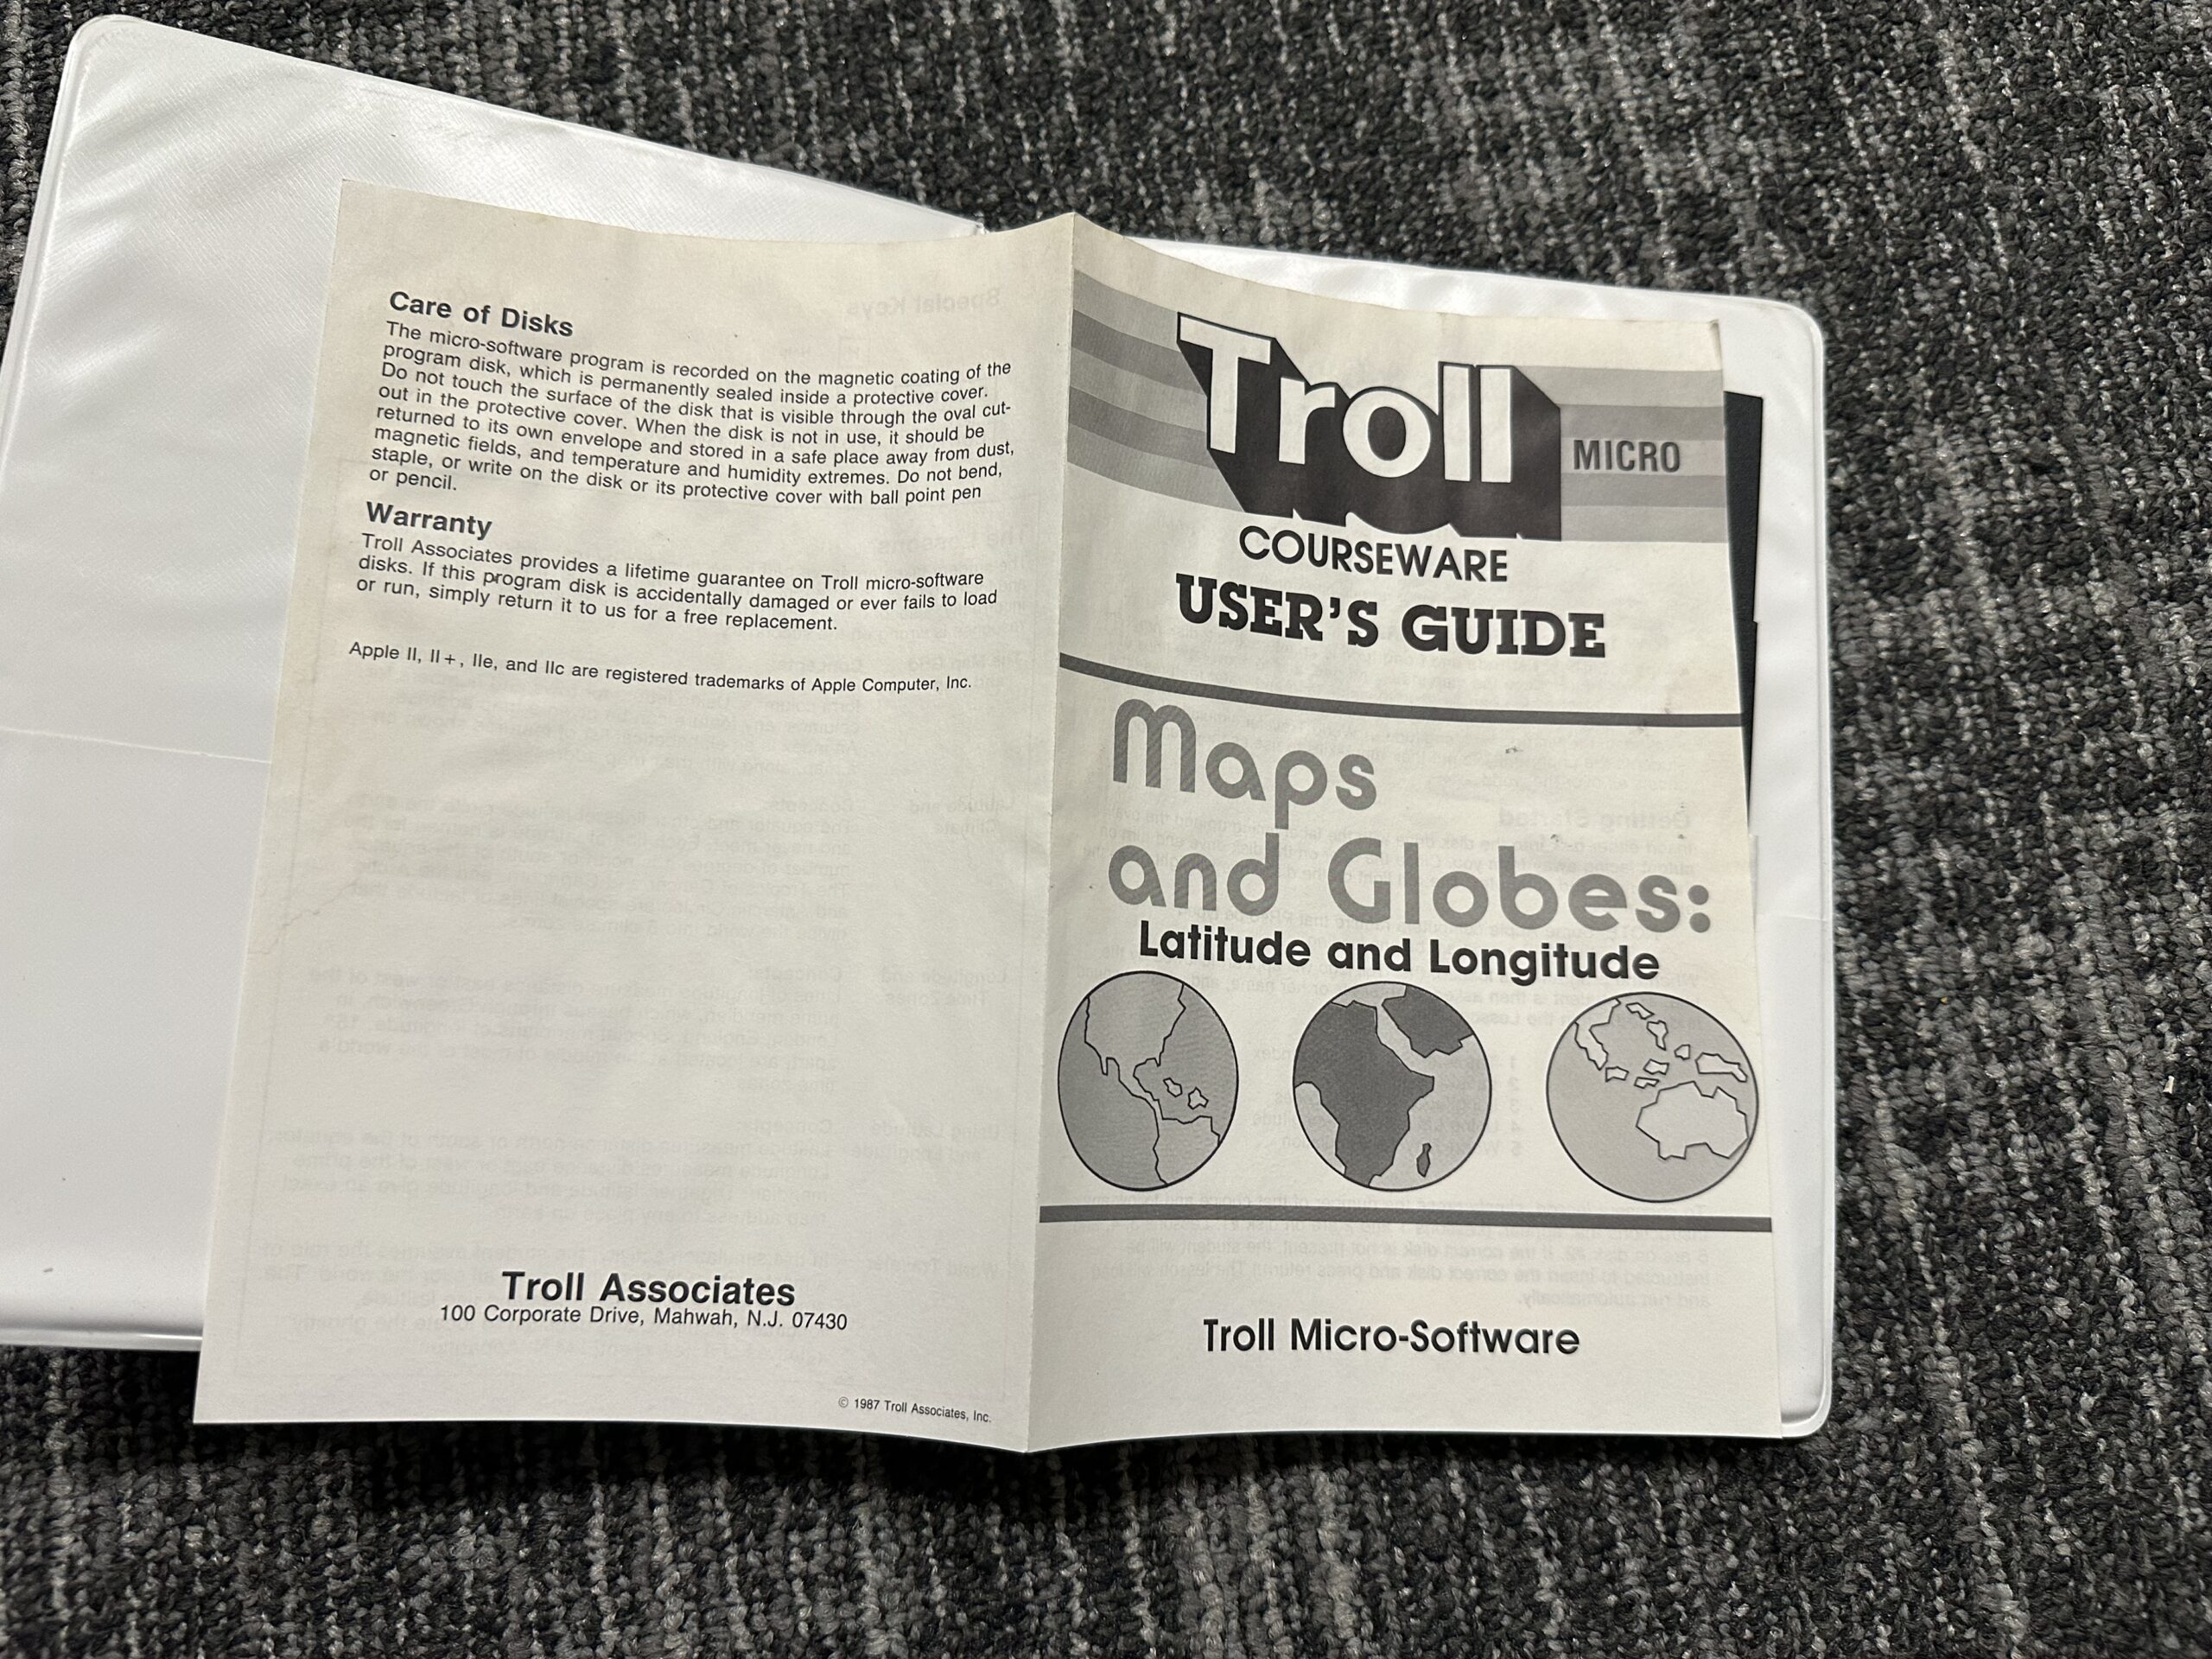 Care of Disks
The micro-software program is recorded on the magnetic coating of the
program disk, which is permanently sealed inside a protective cover.
Do not touch the surface of the disk that is visible through the oval cut-
out in the protective cover. When the disk is not in use, it should be
returned to its own envelope and stored in a safe place away from dust,
magnetic fields, and temperature and humidity extremes. Do not bend,
staple, or write on the disk or its protective cover with ball point pen
or pencil.
Warranty
Troll Associates provides a lifetime guarantee on Troll micro-software
disks. If this program disk is accidentally damaged or ever fails to load
or run, simply return it to us for a free replacement.
Apple II, II+, IIe, and IIc are registered trademarks of Apple Computer, Inc.
Troll Associates
100 Corporate Drive, Mahwah, N.J. 07430
© 1987 Troll Associates, Inc.
Troll
MICRO
COURSEWARE
USER'S GUIDE
Maps
and Globes:
Latitude and Longitude
Troll Micro-Software